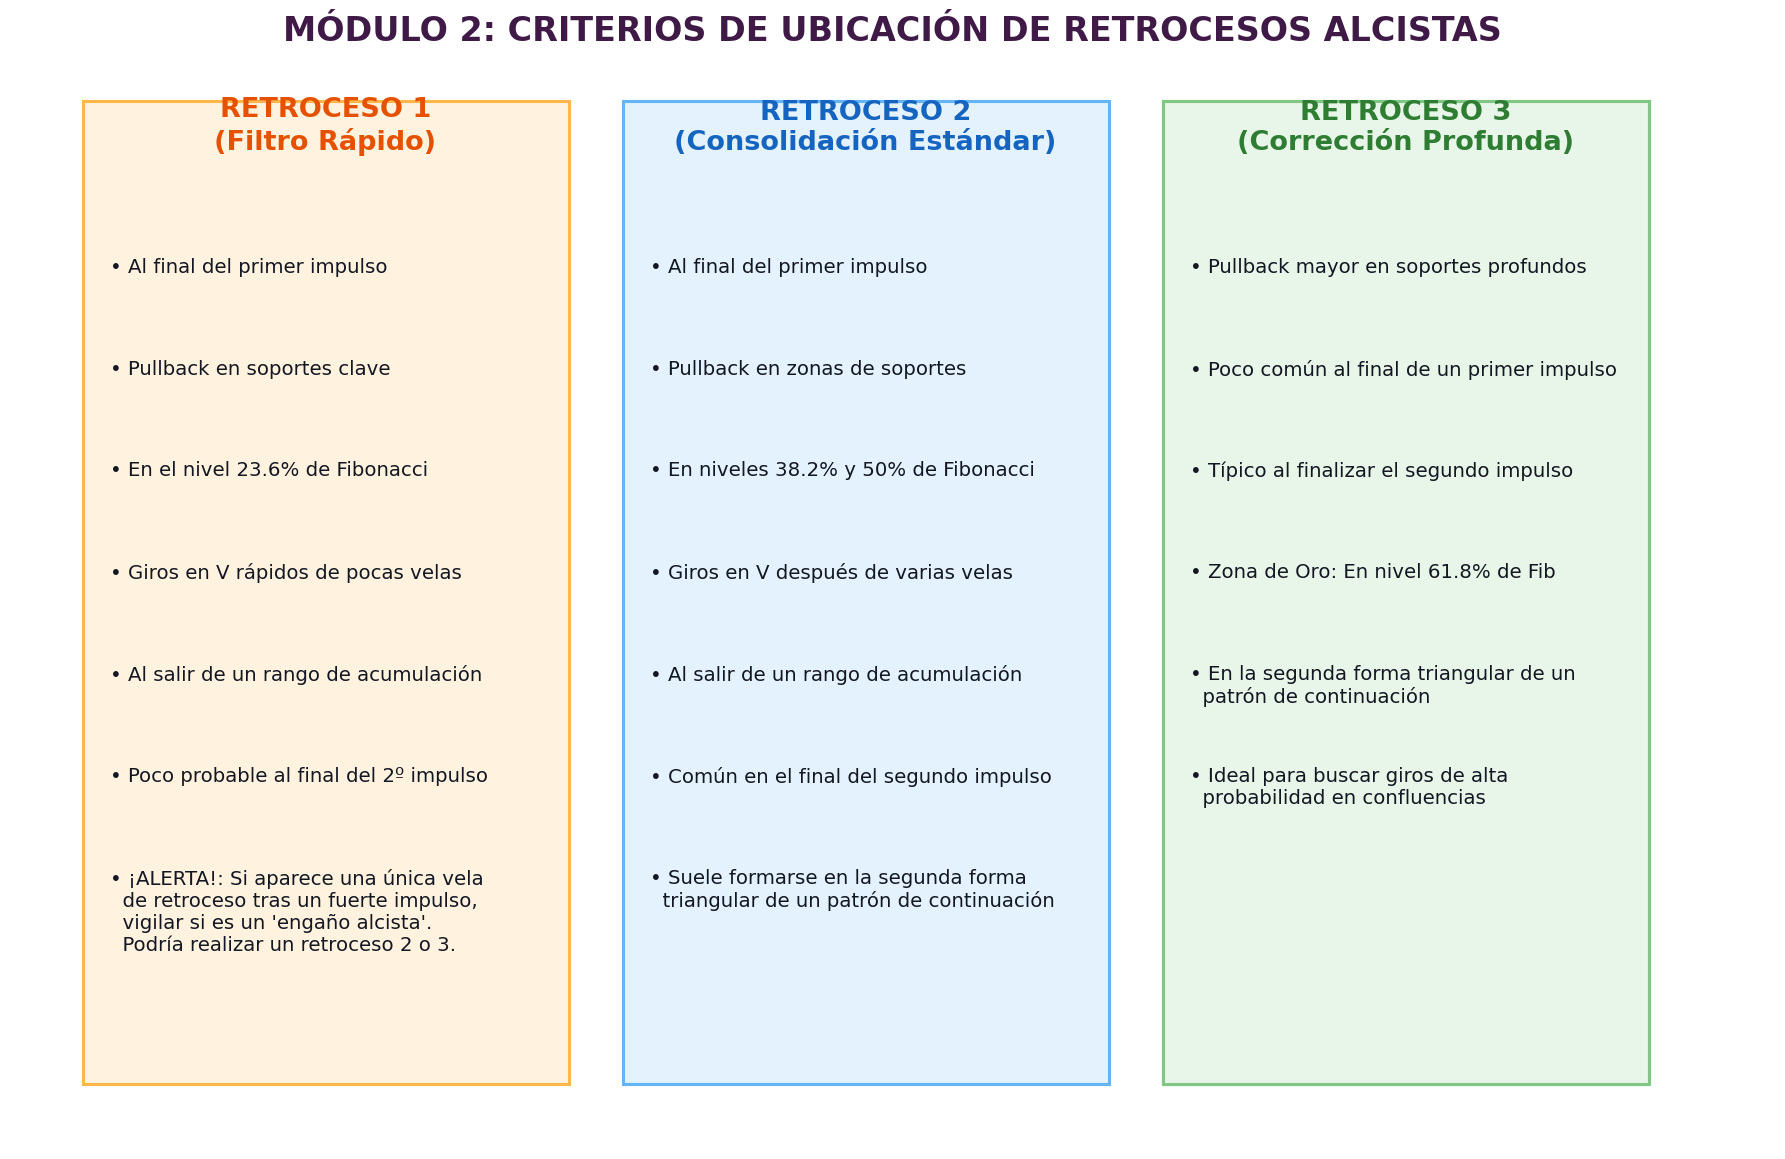 MÓDULO 2: CRITERIOS DE UBICACIÓN DE RETROCESOS ALCISTAS
RETROCESO 1
(Filtro Rápido)
• Al final del primer impulso
• Pullback en soportes clave
• En el nivel 23.6% de Fibonacci
• Giros en V rápidos de pocas velas
• Al salir de un rango de acumulación
• Poco probable al final del 2º impulso
• ¡ALERTA!: Si aparece una única vela
de retroceso tras un fuerte impulso,
vigilar si es un 'engaño alcista'.
Podría realizar un retroceso 2 o 3.
RETROCESO 2
(Consolidación Estándar)
• Al final del primer impulso
• Pullback en zonas de soportes
• En niveles 38.2% y 50% de Fibonacci
• Giros en V después de varias velas
• Al salir de un rango de acumulación
• Común en el final del segundo impulso
• Suele formarse en la segunda forma
triangular de un patrón de continuación
RETROCESO 3
(Corrección Profunda)
• Pullback mayor en soportes profundos
• Poco común al final de un primer impulso
• Típico al finalizar el segundo impulso
• Zona de Oro: En nivel 61.8% de Fib
• En la segunda forma triangular de un
patrón de continuación
• Ideal para buscar giros de alta
probabilidad en confluencias